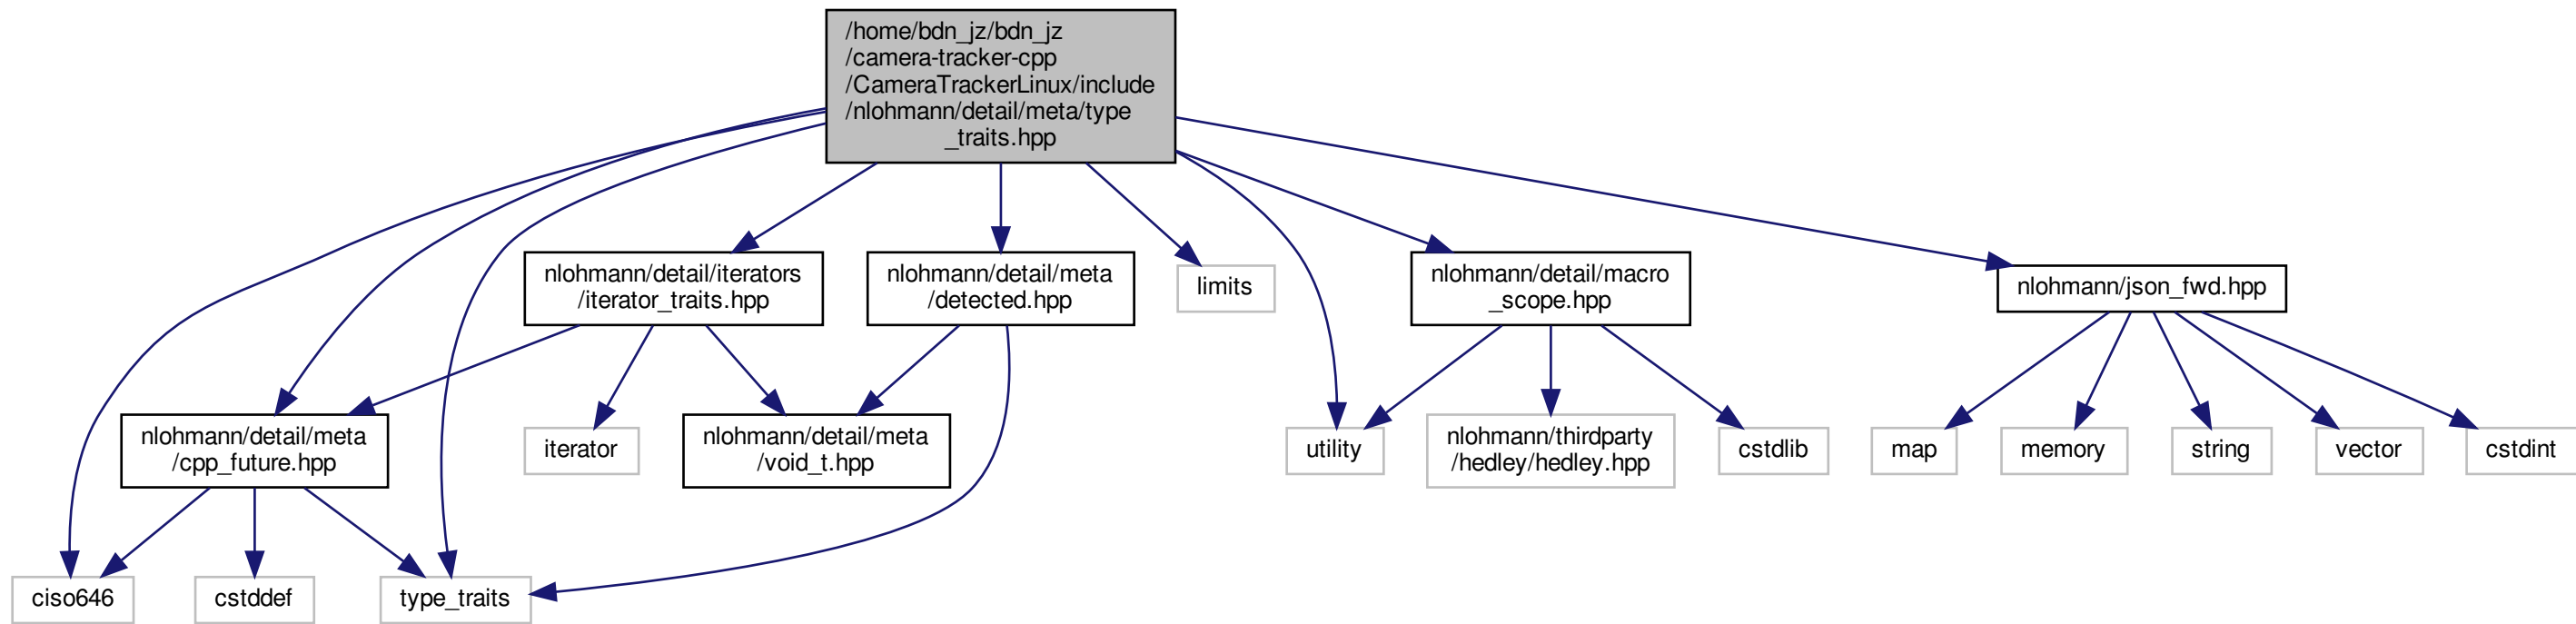 /home/bdn_jz/bdn_jz
/camera-tracker-cpp
/CameraTrackerLinux/include
/nlohmann/detail/meta/type
_traits.hpp
nlohmann/detail/iterators
/iterator_traits.hpp
nlohmann/detail/meta
/detected.hpp
limits
nlohmann/detail/macro
_scope.hpp
nlohmann/json_fwd.hpp
nlohmann/detail/meta
/cpp_future.hpp
iterator
nlohmann/detail/meta
/void_t.hpp
utility
nlohmann/thirdparty
/hedley/hedley.hpp
cstdlib
map
memory
string
vector
cstdint
ciso646
cstddef
type_traits